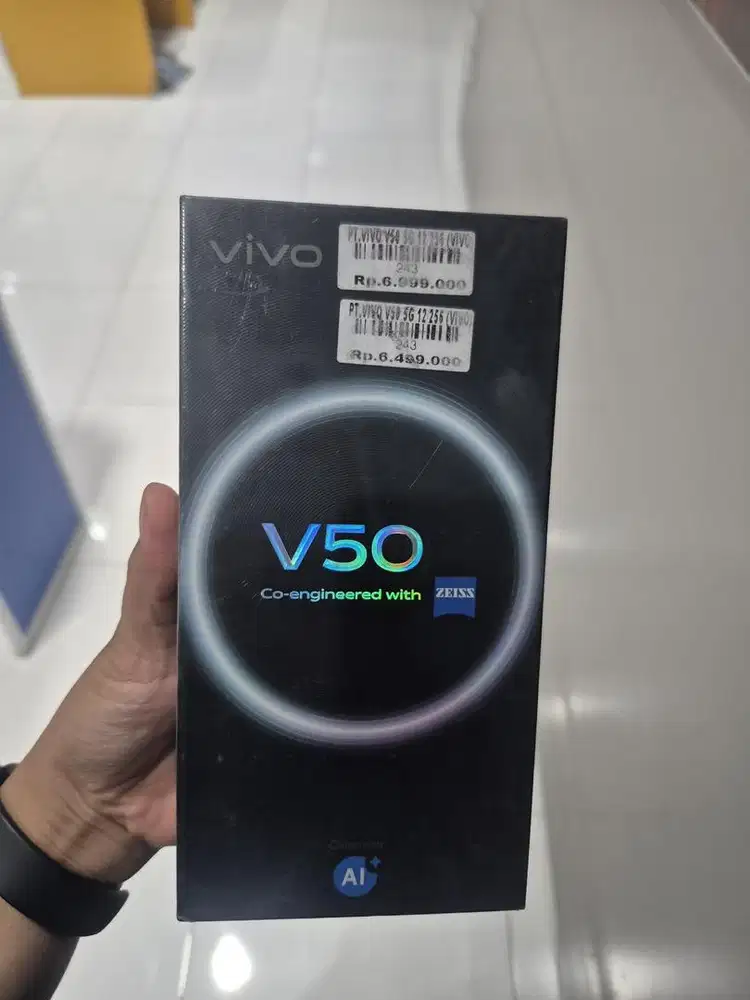 vivo
PT.VIVO V50 5G 12 256 (VIVO
243
Rp.6.999.000
PT.VIVO V50 5G 12 256 (VIVO)
243
Rp.6.499.000
V50
Co-engineered with ZEISS
AI